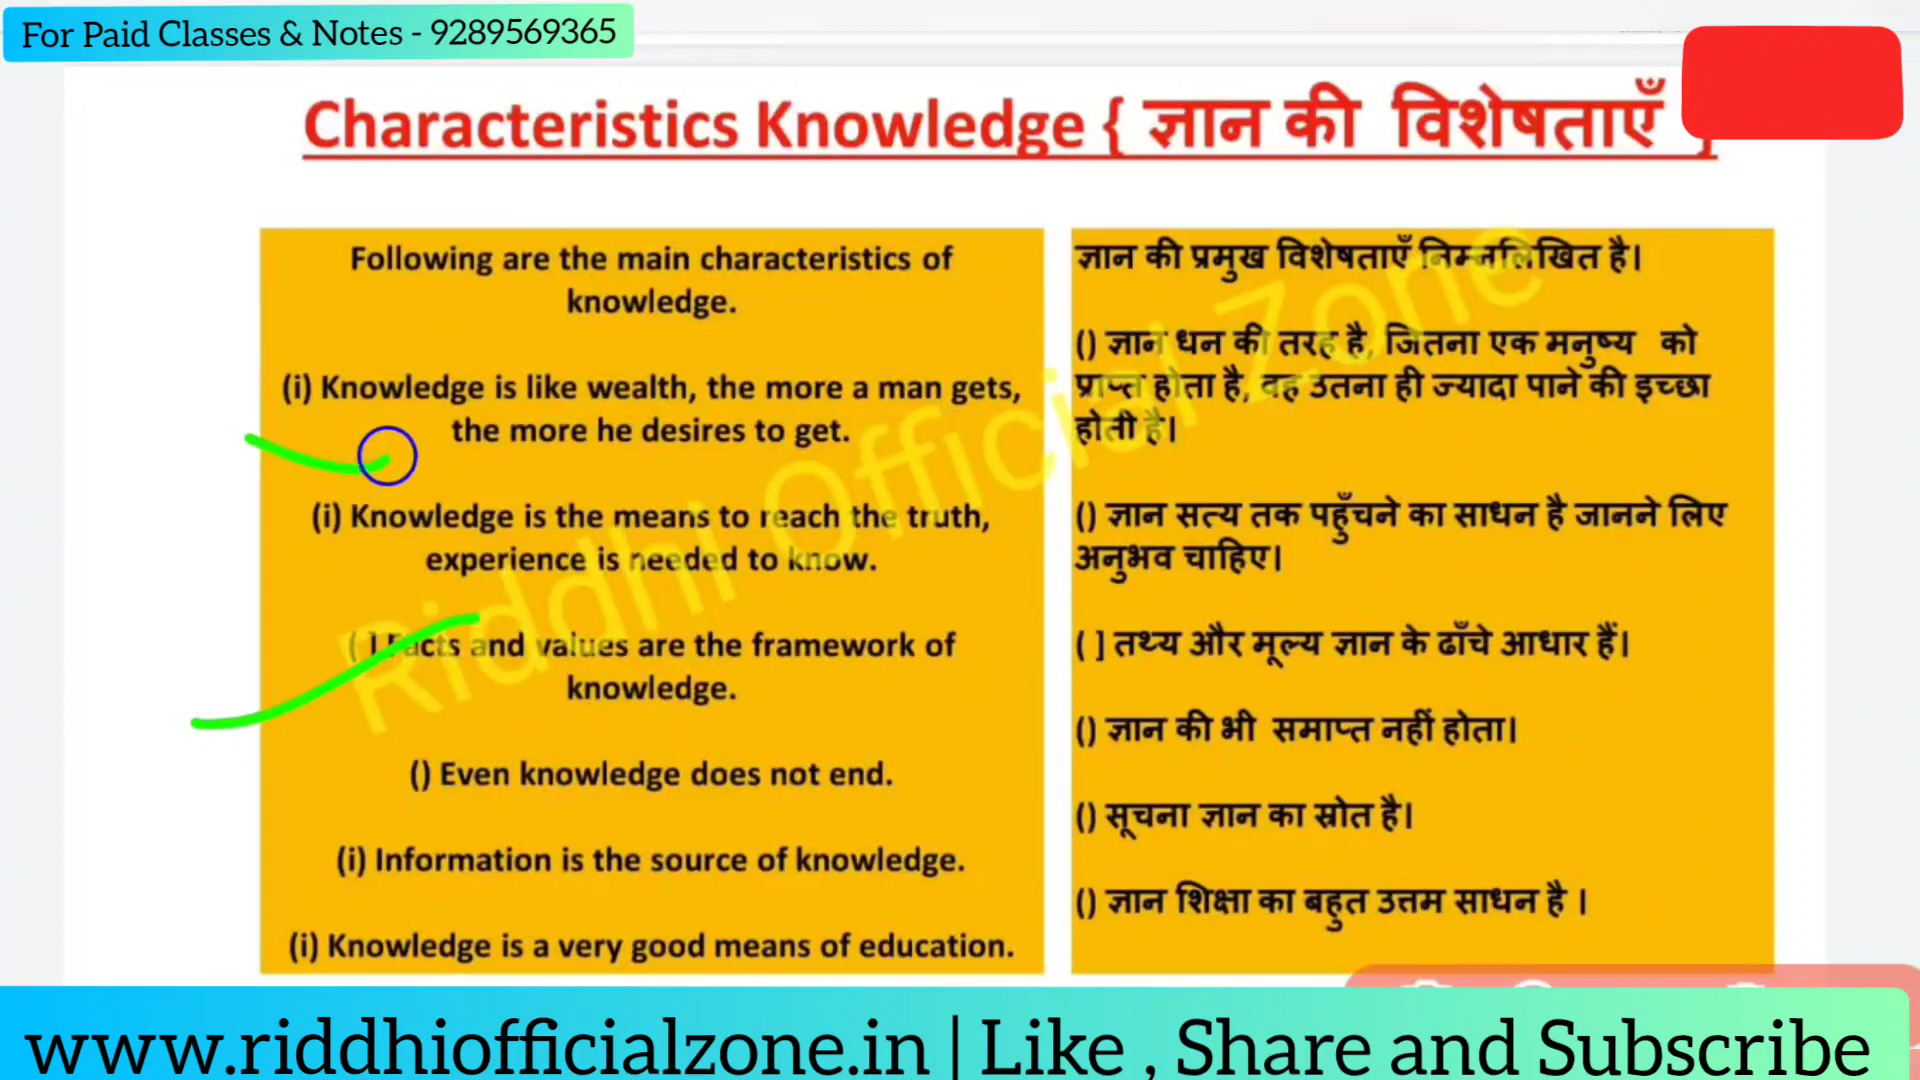 For Paid Classes & Notes - 9289569365
Characteristics Knowledge { ज्ञान की विशेषताएँ }
Following are the main characteristics of
knowledge.
(i) Knowledge is like wealth, the more a man gets,
the more he desires to get.
(i) Knowledge is the means to reach the truth,
experience is needed to know.
( ] Facts and values are the framework of
knowledge.
() Even knowledge does not end.
(i) Information is the source of knowledge.
(i) Knowledge is a very good means of education.
ज्ञान की प्रमुख विशेषताएँ निम्नलिखित है।
() ज्ञान धन की तरह है, जितना एक मनुष्य को
प्राप्त होता है, वह उतना ही ज्यादा पाने की इच्छा
होती है।
() ज्ञान सत्य तक पहुँचने का साधन है जानने लिए
अनुभव चाहिए।
( ] तथ्य और मूल्य ज्ञान के ढाँचे आधार हैं।
() ज्ञान की भी समाप्त नहीं होता।
() सूचना ज्ञान का स्रोत है।
() ज्ञान शिक्षा का बहुत उत्तम साधन है ।
Riddhi Official Zone
www.riddhiofficialzone.in | Like , Share and Subscribe